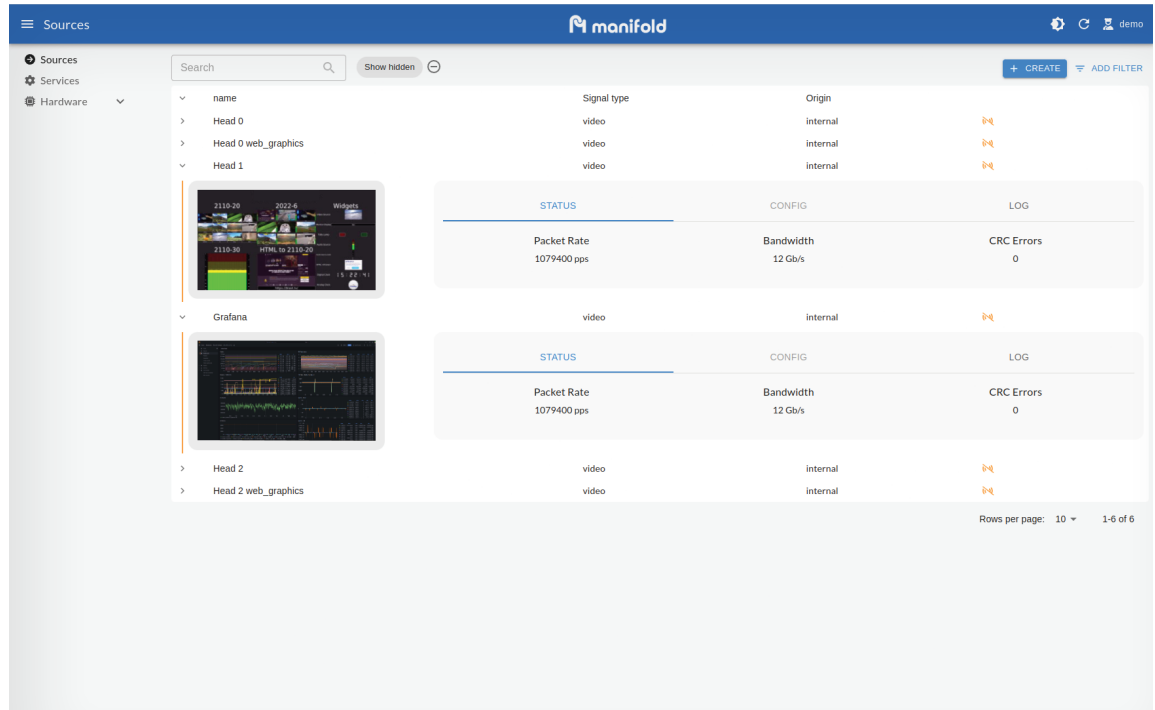 Sources
manifold
demo
Sources
Services
Hardware
Search
Show hidden
+ CREATE
ADD FILTER
name Signal type Origin
Head 0 video internal
Head 0 web_graphics video internal
Head 1 video internal
2110-20 2022-6 Widgets
2110-30 HTML to 2110-20
15:22:41
STATUS CONFIG LOG
Packet Rate Bandwidth CRC Errors
1079400 pps 12 Gb/s 0
Grafana video internal
STATUS CONFIG LOG
Packet Rate Bandwidth CRC Errors
1079400 pps 12 Gb/s 0
Head 2 video internal
Head 2 web_graphics video internal
Rows per page: 10 1-6 of 6